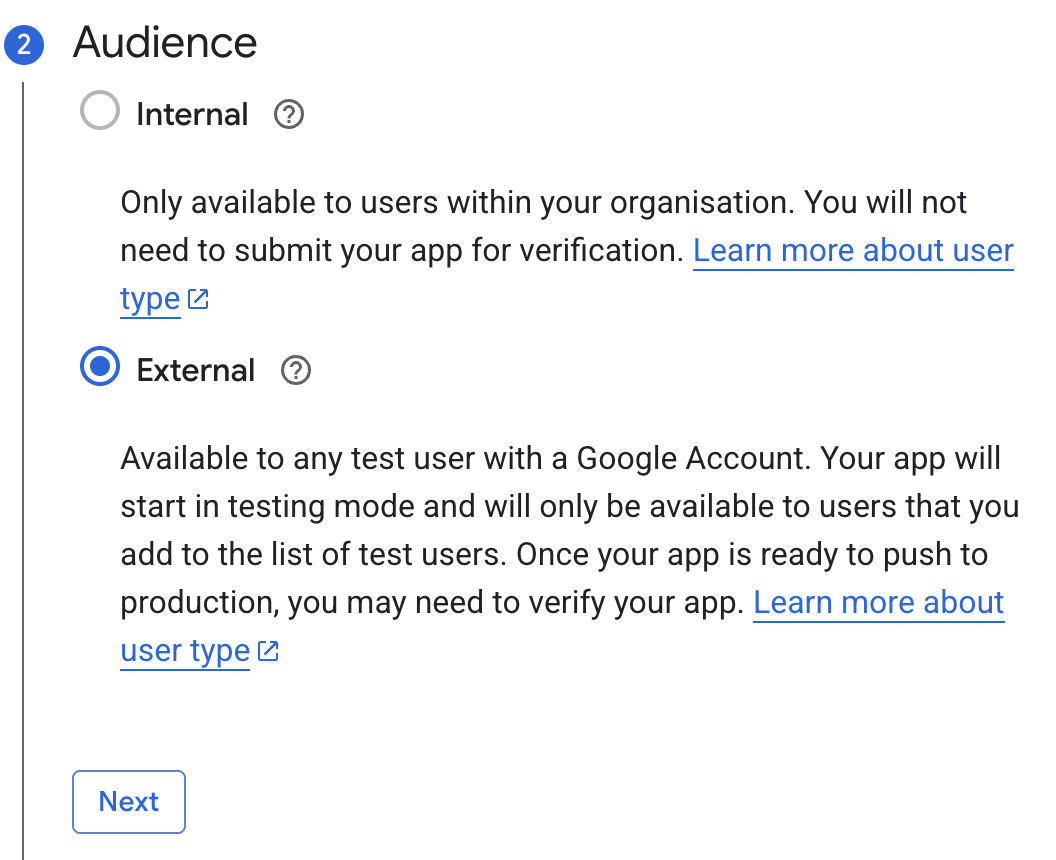 2 Audience
Internal ?
Only available to users within your organisation. You will not
need to submit your app for verification. Learn more about user
type
External ?
Available to any test user with a Google Account. Your app will
start in testing mode and will only be available to users that you
add to the list of test users. Once your app is ready to push to
production, you may need to verify your app. Learn more about
user type
Next